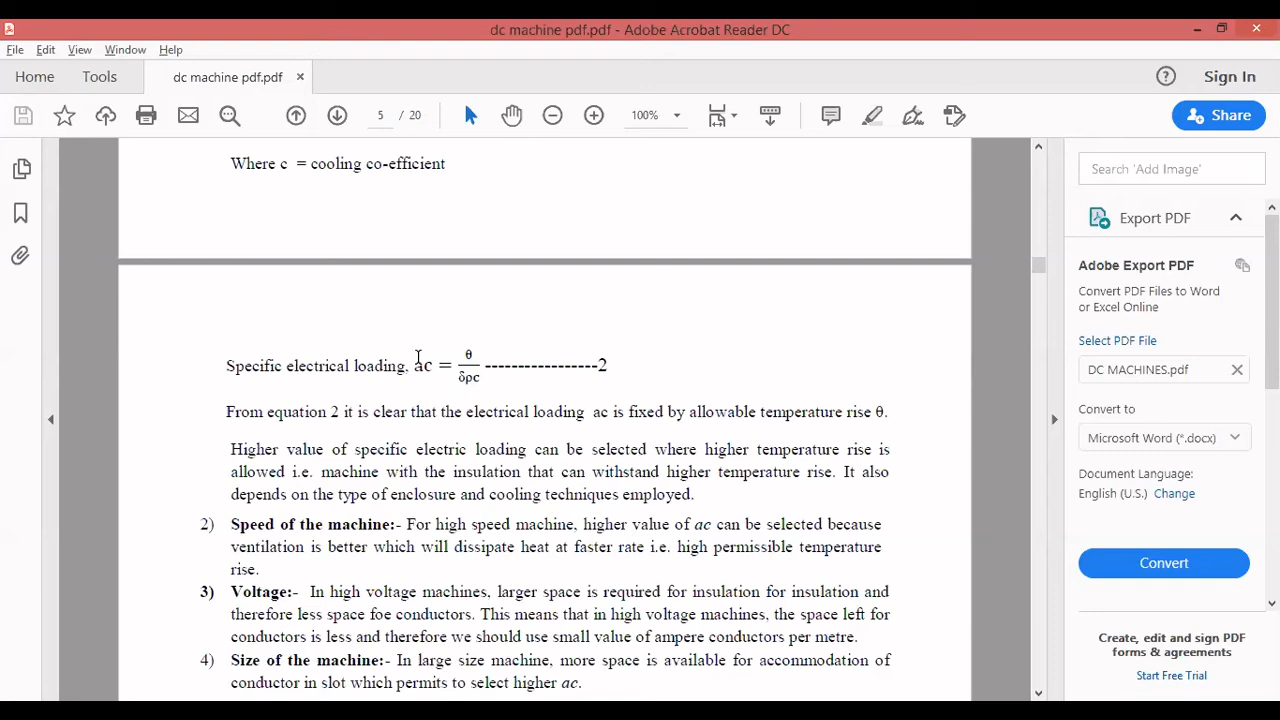 dc machine pdf.pdf - Adobe Acrobat Reader DC
File Edit View Window Help
Home Tools dc machine pdf.pdf × Sign In
5 / 20 100% Share
Where c = cooling co-efficient
Specific electrical loading, ac = θ/δρc ------------------2
From equation 2 it is clear that the electrical loading ac is fixed by allowable temperature rise θ.
Higher value of specific electric loading can be selected where higher temperature rise is
allowed i.e. machine with the insulation that can withstand higher temperature rise. It also
depends on the type of enclosure and cooling techniques employed.
2) Speed of the machine:- For high speed machine, higher value of ac can be selected because
ventilation is better which will dissipate heat at faster rate i.e. high permissible temperature
rise.
3) Voltage:- In high voltage machines, larger space is required for insulation for insulation and
therefore less space foe conductors. This means that in high voltage machines, the space left for
conductors is less and therefore we should use small value of ampere conductors per metre.
4) Size of the machine:- In large size machine, more space is available for accommodation of
conductor in slot which permits to select higher ac.
Search 'Add Image'
Export PDF
Adobe Export PDF
Convert PDF Files to Word
or Excel Online
Select PDF File
DC MACHINES.pdf
Convert to
Microsoft Word (*.docx)
Document Language:
English (U.S.) Change
Convert
Create, edit and sign PDF
forms & agreements
Start Free Trial